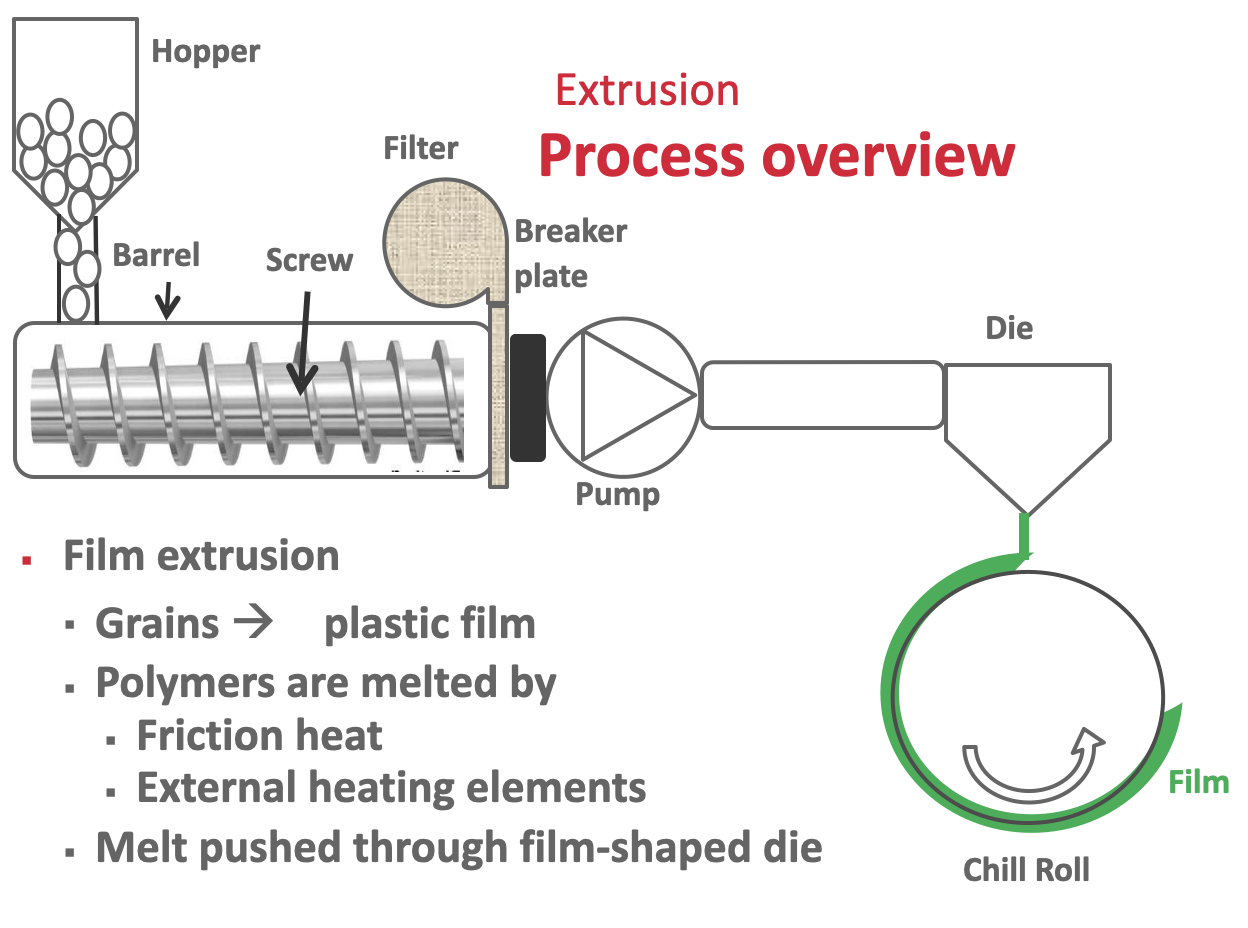 Hopper
Extrusion
Process overview
Filter
Breaker
plate
Barrel
Screw
Die
Pump
▪ Film extrusion
▪ Grains → plastic film
▪ Polymers are melted by
▪ Friction heat
▪ External heating elements
▪ Melt pushed through film-shaped die
Film
Chill Roll